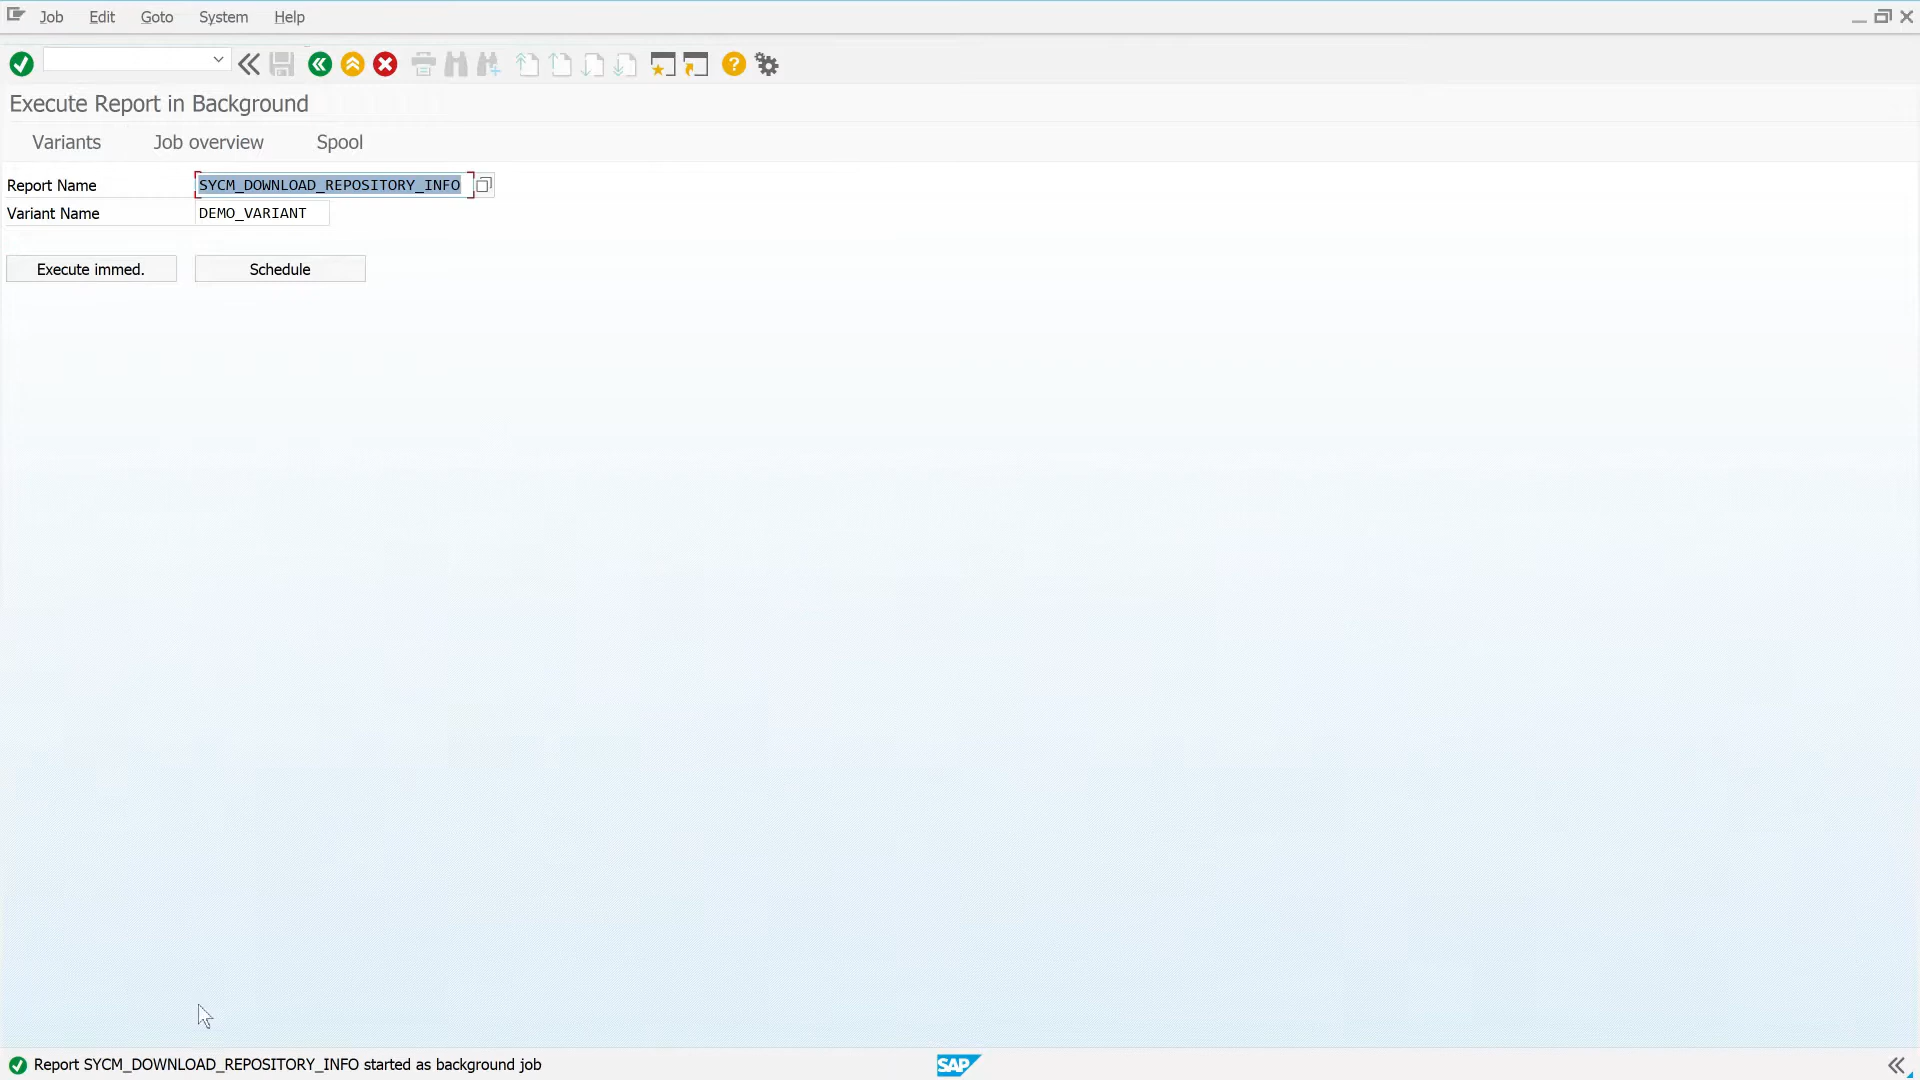 Job Edit Goto System Help
Execute Report in Background
Variants Job overview Spool
Report Name SYCM_DOWNLOAD_REPOSITORY_INFO
Variant Name DEMO_VARIANT
Execute immed. Schedule
Report SYCM_DOWNLOAD_REPOSITORY_INFO started as background job SAP